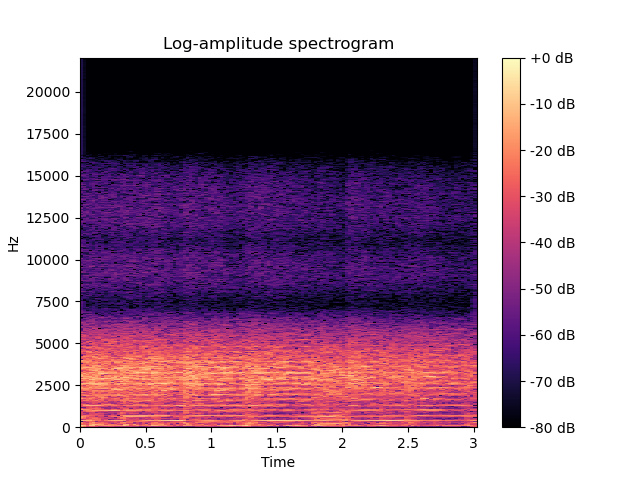 Log-amplitude spectrogram
Hz
20000
17500
15000
12500
10000
7500
5000
2500
0
0
0.5
1
1.5
2
2.5
3
Time
+0 dB
-10 dB
-20 dB
-30 dB
-40 dB
-50 dB
-60 dB
-70 dB
-80 dB